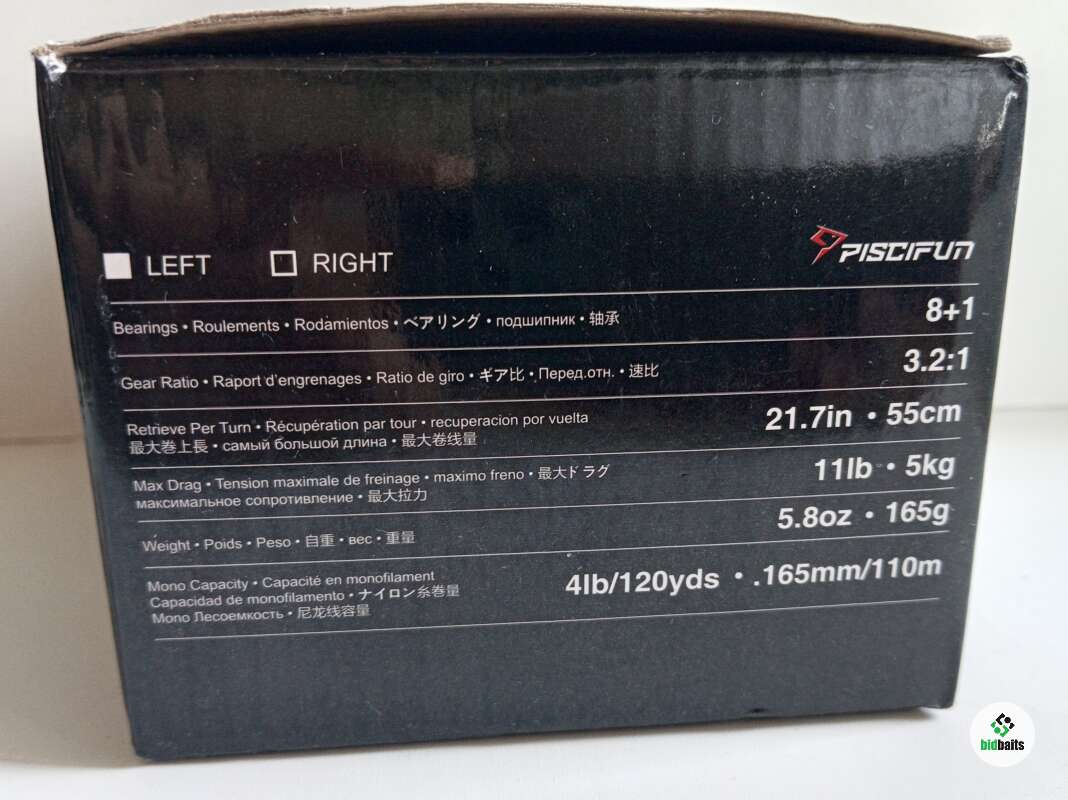 LEFT RIGHT
PISCIFUN
Bearings • Roulements • Rodamientos • ベアリング • подшипник • 轴承 8+1
Gear Ratio • Raport d'engrenages • Ratio de giro • ギア比 • Перед.отн. • 速比 3.2:1
Retrieve Per Turn • Récupération par tour • recuperacion por vuelta
最大巻上長 • самый большой длина • 最大卷线量 21.7in • 55cm
Max Drag • Tension maximale de freinage • maximo freno • 最大ドラグ
максимальное сопротивление • 最大拉力 11lb • 5kg
Weight • Poids • Peso • 自重 • вес • 重量 5.8oz • 165g
Mono Capacity • Capacité en monofilament
Capacidad de monofilamento • ナイロン糸巻量
Mono Лесоемкость • 尼龙线容量 4lb/120yds • .165mm/110m
bidbaits